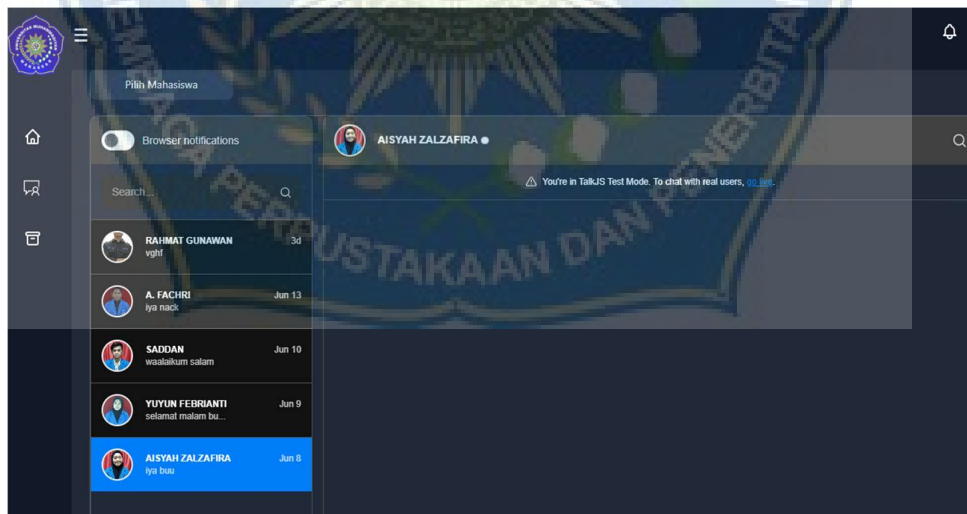 Pilih Mahasiswa
Browser notifications
Search...
RAHMAT GUNAWAN 3d
vghf
A. FACHRI Jun 13
iya nack
SADDAN Jun 10
waalaikum salam
YUYUN FEBRIANTI Jun 9
selamat malam bu...
AISYAH ZALZAFIRA Jun 8
iya buu
AISYAH ZALZAFIRA
You're in TalkJS Test Mode. To chat with real users, go live.
PERPUSTAKAAN DAN PENERBITA